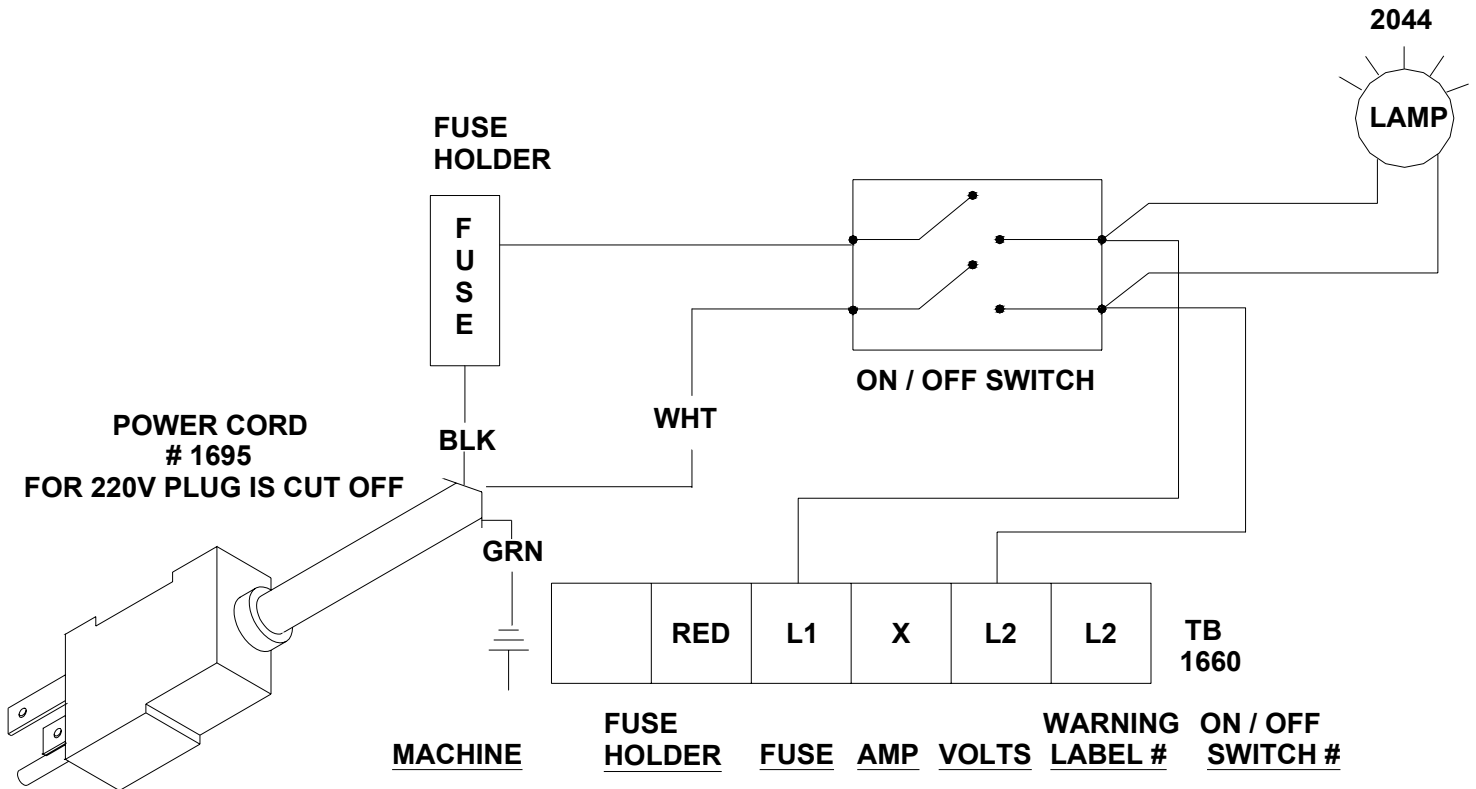 2044
LAMP
FUSE
HOLDER
F
U
S
E
ON / OFF SWITCH
WHT
BLK
POWER CORD
# 1695
FOR 220V PLUG IS CUT OFF
GRN
RED L1 X L2 L2
TB
1660
MACHINE
FUSE
HOLDER
FUSE
AMP
VOLTS
WARNING
LABEL #
ON / OFF
SWITCH #